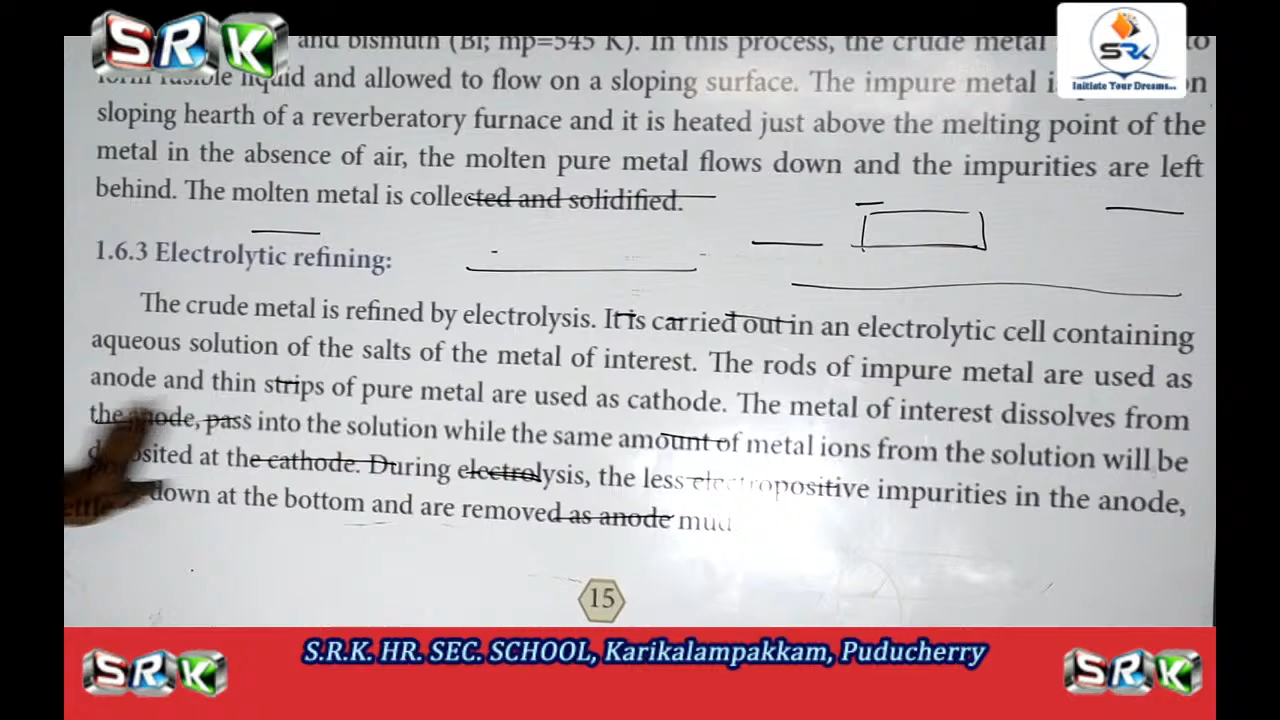 SRK
SRK
Initiate Your Dreams...
and bismuth (Bi; mp=545 K). In this process, the crude metal to
form fusible liquid and allowed to flow on a sloping surface. The impure metal on
sloping hearth of a reverberatory furnace and it is heated just above the melting point of the
metal in the absence of air, the molten pure metal flows down and the impurities are left
behind. The molten metal is collected and solidified.
1.6.3 Electrolytic refining:
The crude metal is refined by electrolysis. It is carried out in an electrolytic cell containing
aqueous solution of the salts of the metal of interest. The rods of impure metal are used as
anode and thin strips of pure metal are used as cathode. The metal of interest dissolves from
the anode, pass into the solution while the same amount of metal ions from the solution will be
deposited at the cathode. During electrolysis, the less electropositive impurities in the anode,
settle down at the bottom and are removed as anode mud
15
SRK
S.R.K. HR. SEC. SCHOOL, Karikalampakkam, Puducherry
SRK